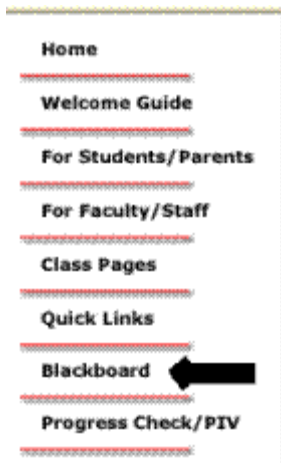 Home
Welcome Guide
For Students/Parents
For Faculty/Staff
Class Pages
Quick Links
Blackboard
Progress Check/PIV